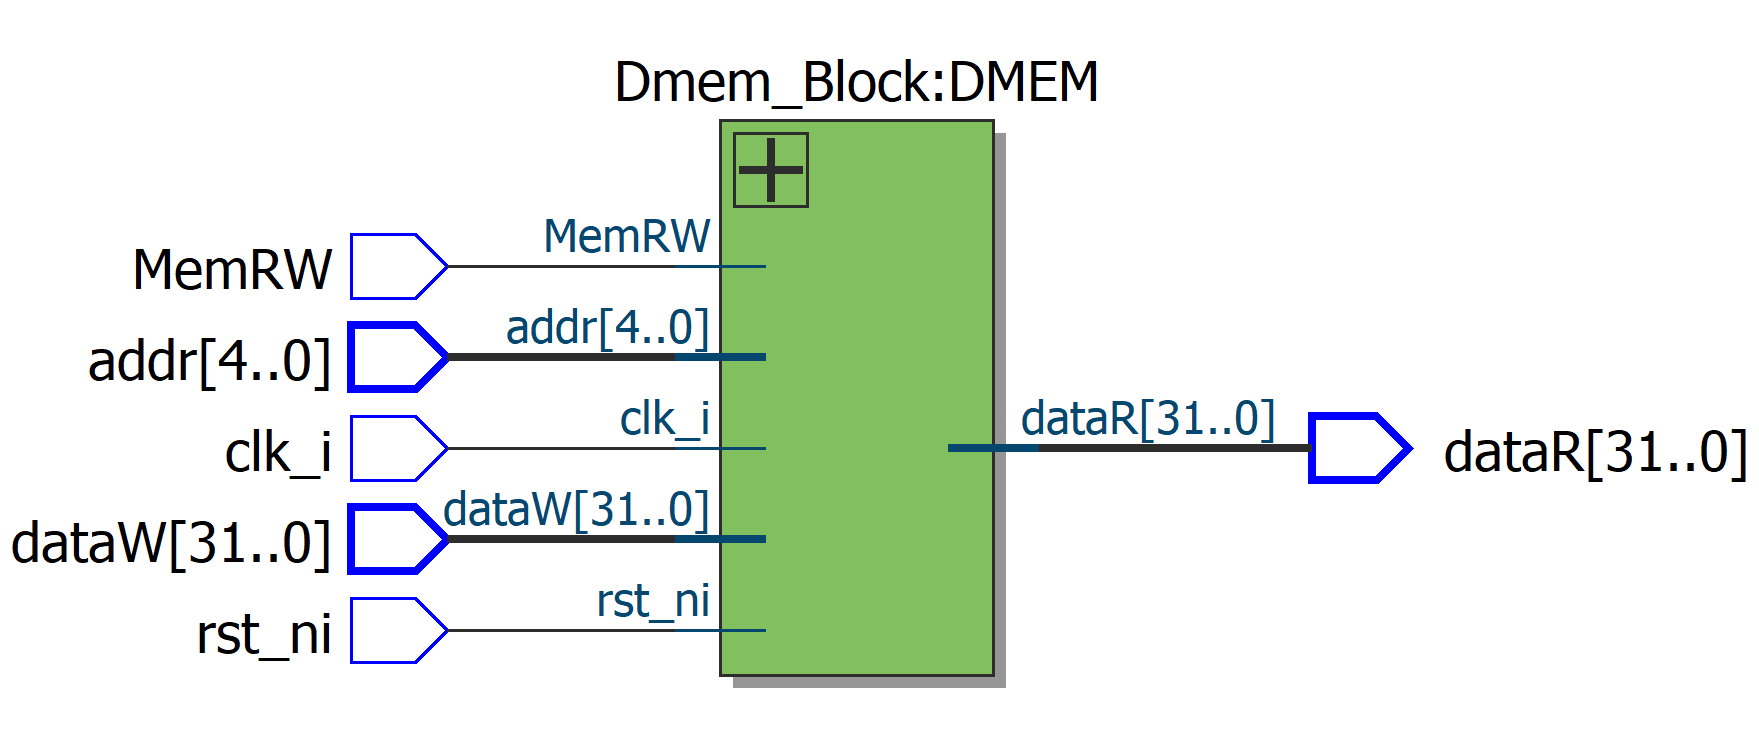 Dmem_Block:DMEM
MemRW
MemRW
addr[4..0]
addr[4..0]
clk_i
clk_i
dataR[31..0]
dataR[31..0]
dataW[31..0]
dataW[31..0]
rst_ni
rst_ni